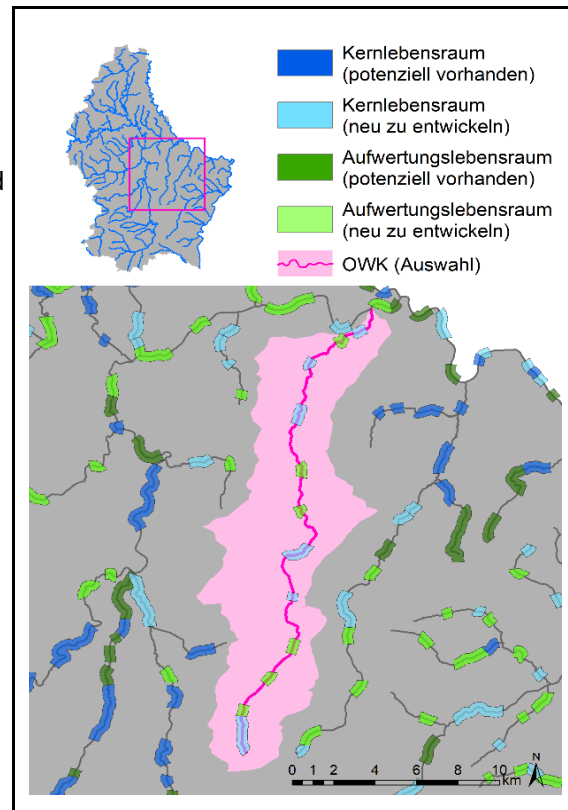 Kernlebensraum
(potenziell vorhanden)
Kernlebensraum
(neu zu entwickeln)
Aufwertungslebensraum
(potenziell vorhanden)
Aufwertungslebensraum
(neu zu entwickeln)
OWK (Auswahl)
d
N
0 1 2 4 6 8 10
km